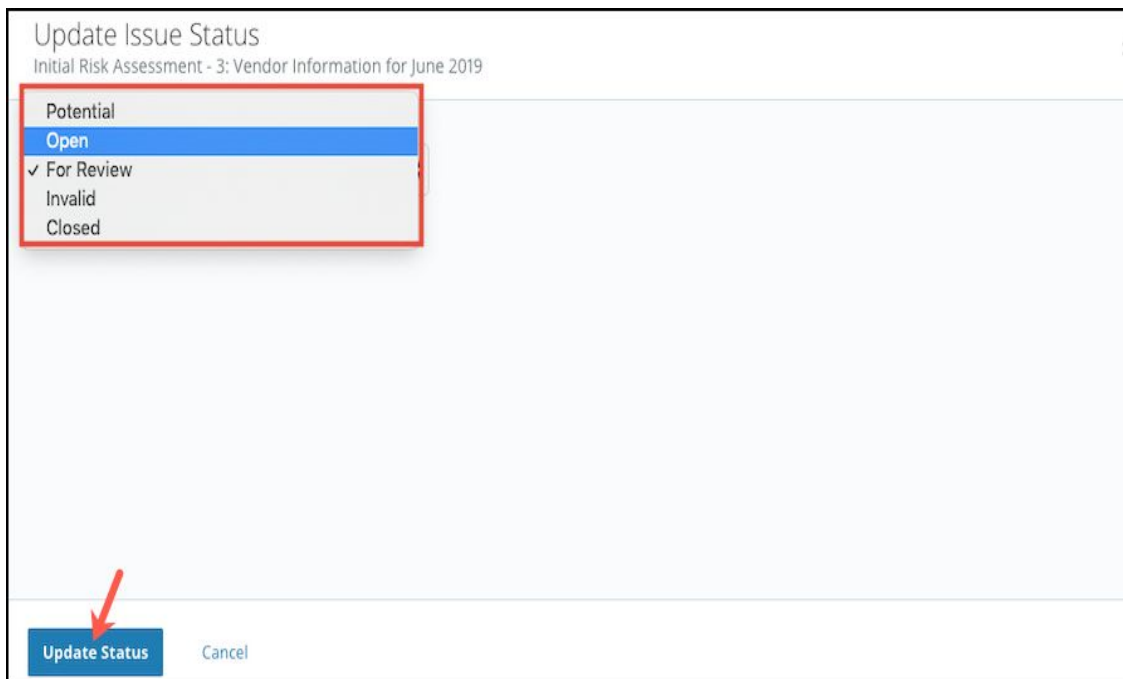 Update Issue Status
Initial Risk Assessment - 3: Vendor Information for June 2019
Potential
Open
✓ For Review
Invalid
Closed
Update Status Cancel